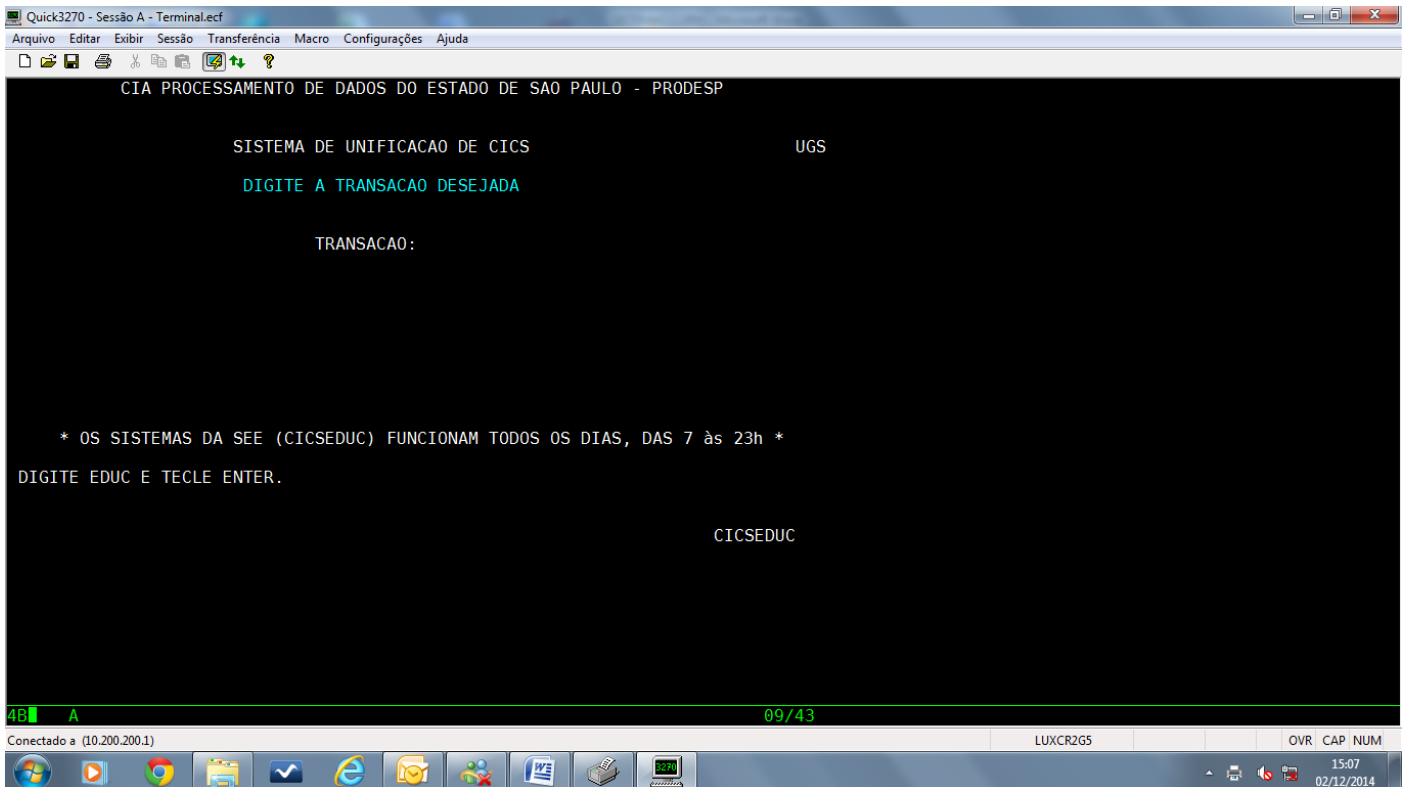 Quick3270 - Sessão A - Terminal.ecf
Arquivo Editar Exibir Sessão Transferência Macro Configurações Ajuda
CIA PROCESSAMENTO DE DADOS DO ESTADO DE SAO PAULO - PRODESP
SISTEMA DE UNIFICACAO DE CICS UGS
DIGITE A TRANSACAO DESEJADA
TRANSACAO:
* OS SISTEMAS DA SEE (CICSEDUC) FUNCIONAM TODOS OS DIAS, DAS 7 às 23h *
DIGITE EDUC E TECLE ENTER.
CICSEDUC
4B A 09/43
Conectado a (10.200.200.1) LUXCR2G5 OVR CAP NUM
3270
15:07
02/12/2014